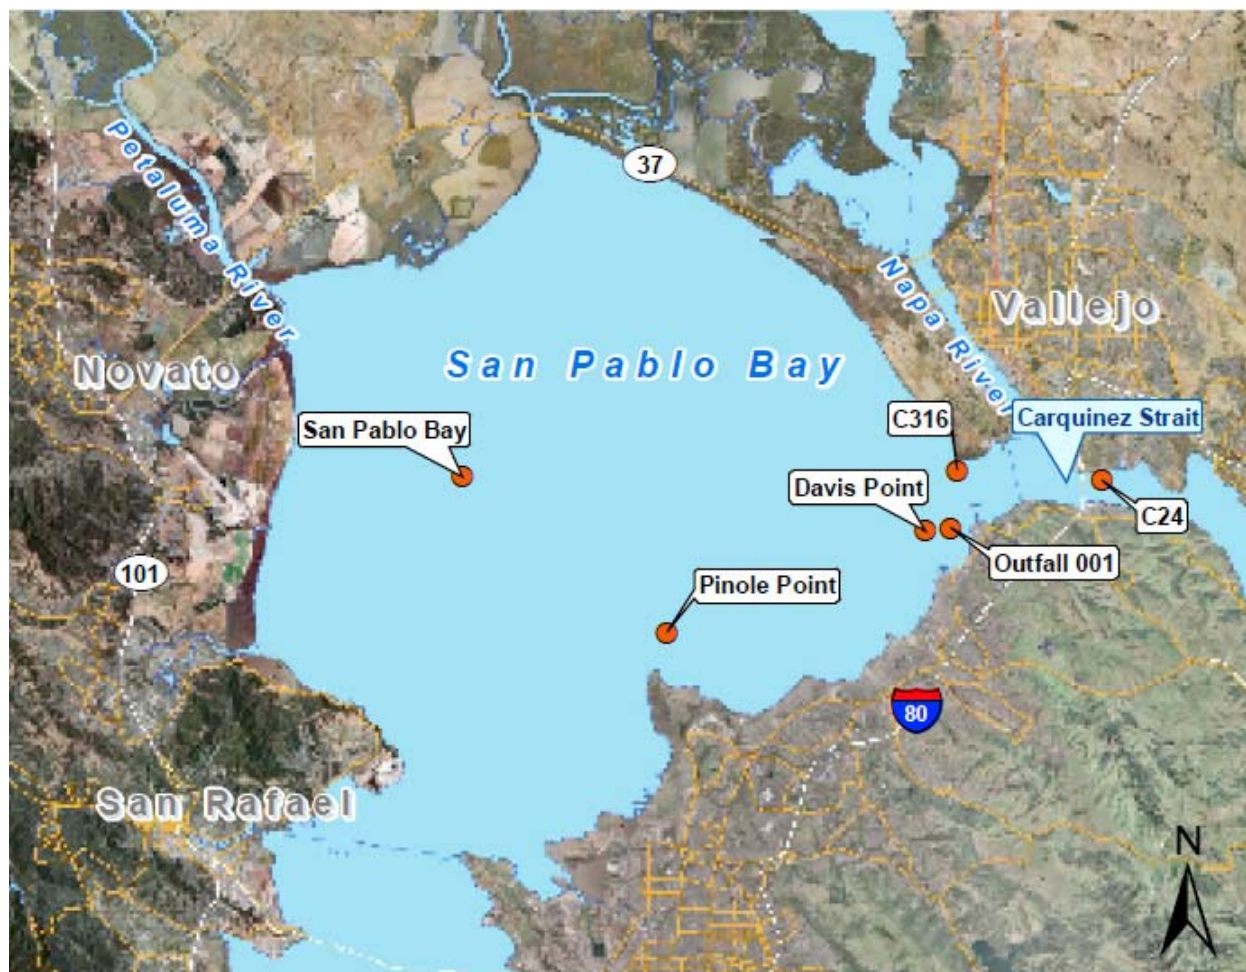 Petaluma River
37
Napa River
Vallejo
San Pablo Bay
Novato
San Pablo Bay
C316
Carquinez Strait
Davis Point
C24
Outfall 001
101
Pinole Point
80
San Rafael
N